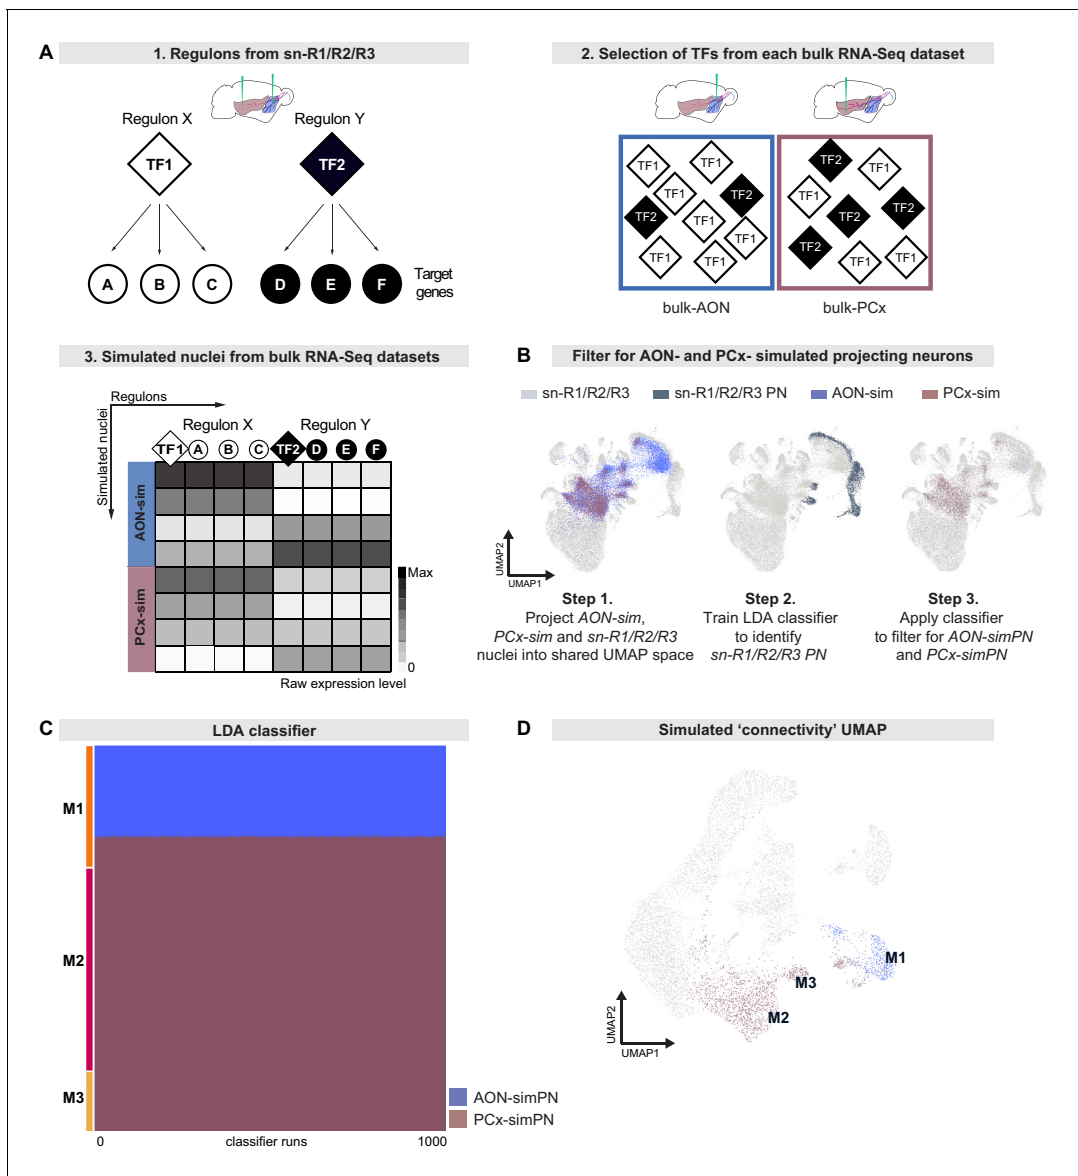 A
1. Regulons from sn-R1/R2/R3
Regulon X
Regulon Y
TF1
TF2
A
B
C
D
E
F
Target
genes
2. Selection of TFs from each bulk RNA-Seq dataset
TF1
TF1
TF1
TF2
TF2
TF1
TF1
TF1
TF1
bulk-AON
TF2
TF1
TF1
TF2
TF2
TF2
TF1
TF1
bulk-PCx
3. Simulated nuclei from bulk RNA-Seq datasets
Regulons
Simulated nuclei
Regulon X
Regulon Y
TF1
A
B
C
TF2
D
E
F
AON-sim
PCx-sim
Max
0
Raw expression level
B
Filter for AON- and PCx- simulated projecting neurons
sn-R1/R2/R3
sn-R1/R2/R3 PN
AON-sim
PCx-sim
UMAP2
UMAP1
Step 1.
Project AON-sim,
PCx-sim and sn-R1/R2/R3
nuclei into shared UMAP space
Step 2.
Train LDA classifier
to identify
sn-R1/R2/R3 PN
Step 3.
Apply classifier
to filter for AON-simPN
and PCx-simPN
C
LDA classifier
M1
M2
M3
0
classifier runs
1000
AON-simPN
PCx-simPN
D
Simulated ‘connectivity’ UMAP
M1
M3
M2
UMAP2
UMAP1